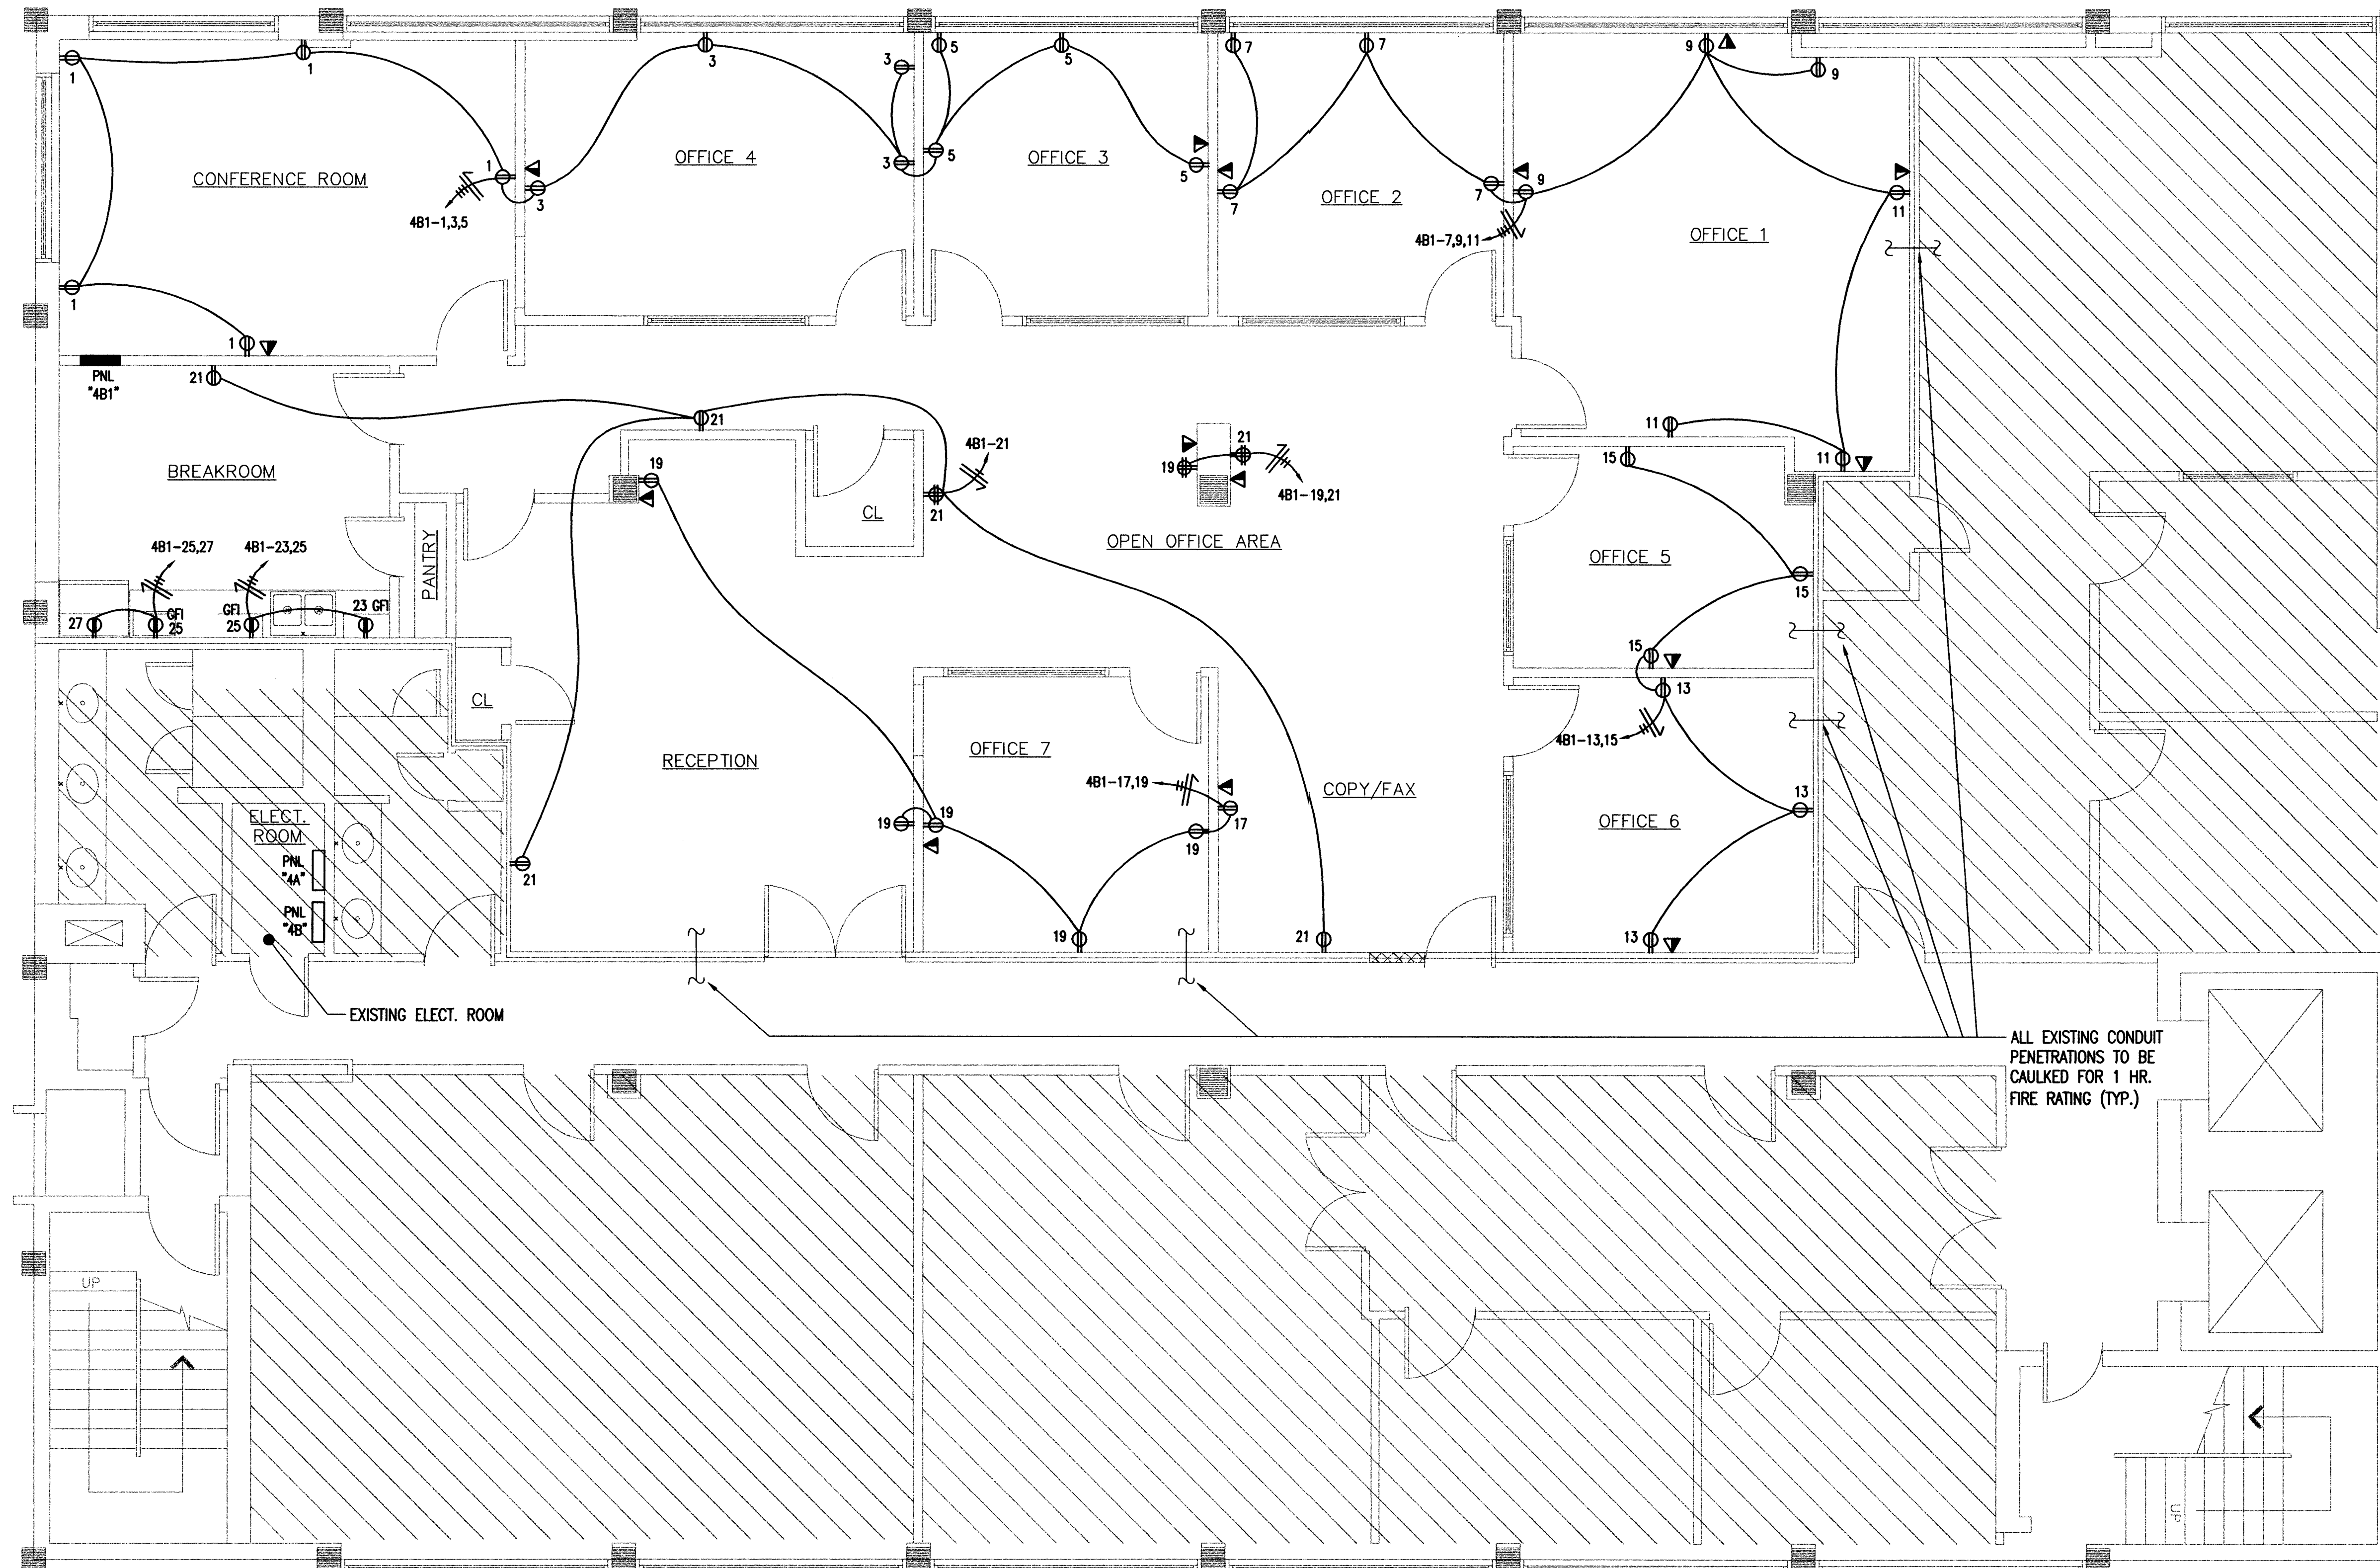 1
1
3
3
5
5
7
7
9
9
1
3
3
5
5
7
7
9
11
CONFERENCE ROOM
OFFICE 4
OFFICE 3
OFFICE 2
OFFICE 1
4B1-1,3,5
4B1-7,9,11
1
1
PNL
"4B1"
21
21
19
BREAKROOM
21
4B1-21
CL
19
21
4B1-19,21
OPEN OFFICE AREA
11
11
15
OFFICE 5
15
15
PANTRY
4B1-25,27
4B1-23,25
27
GFI
25
GFI
25
23 GFI
CL
RECEPTION
OFFICE 7
4B1-17,19
COPY/FAX
13
4B1-13,15
13
OFFICE 6
13
ELECT.
ROOM
PNL
"4A"
PNL
"4B"
21
19
19
19
17
19
21
EXISTING ELECT. ROOM
ALL EXISTING CONDUIT
PENETRATIONS TO BE
CAULKED FOR 1 HR.
FIRE RATING (TYP.)
UP
UP